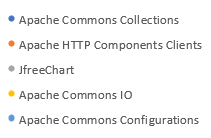 Apache Commons Collections
Apache HTTP Components Clients
JfreeChart
Apache Commons IO
Apache Commons Configurations